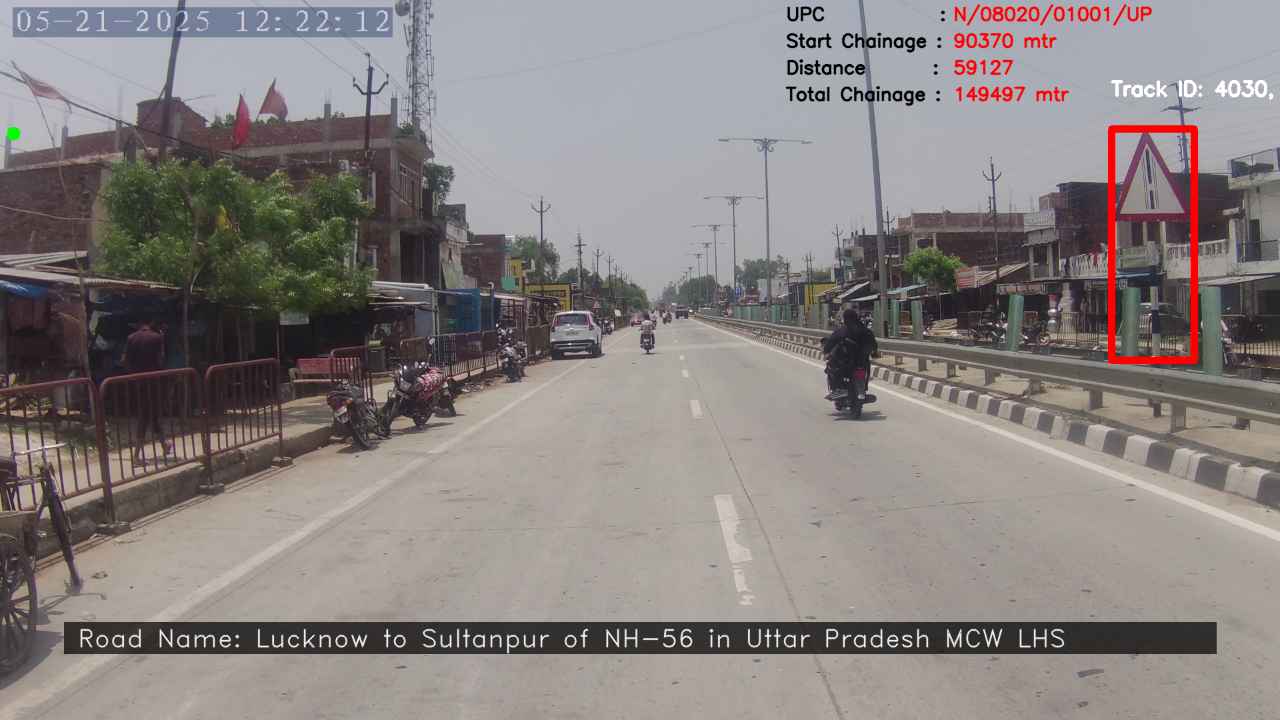 05-21-2025 12:22:12
UPC : N/08020/01001/UP
Start Chainage : 90370 mtr
Distance : 59127
Total Chainage : 149497 mtr
Track ID: 4030,
Road Name: Lucknow to Sultanpur of NH-56 in Uttar Pradesh MCW LHS